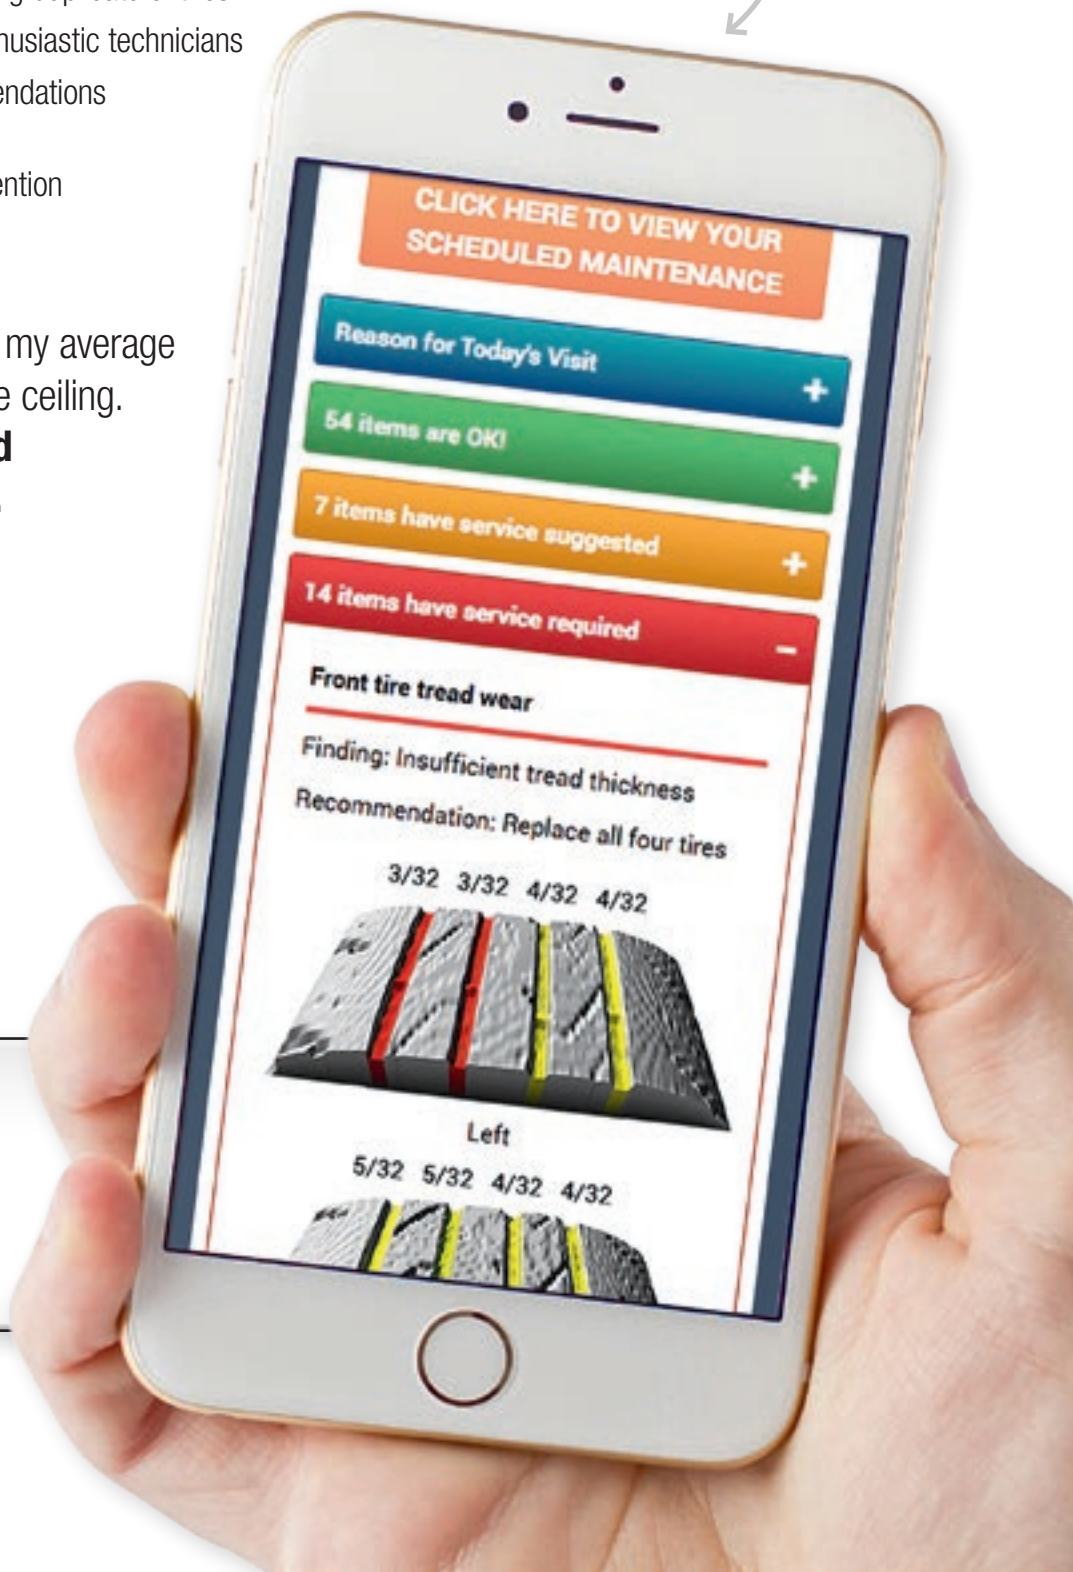 husiastic technicians
endations
ention
my average
e ceiling.
d
CLICK HERE TO VIEW YOUR
SCHEDULED MAINTENANCE
Reason for Today's Visit
54 items are OK!
7 items have service suggested
14 items have service required
Front tire tread wear
Finding: Insufficient tread thickness
Recommendation: Replace all four tires
3/32 3/32 4/32 4/32
Left
5/32 5/32 4/32 4/32